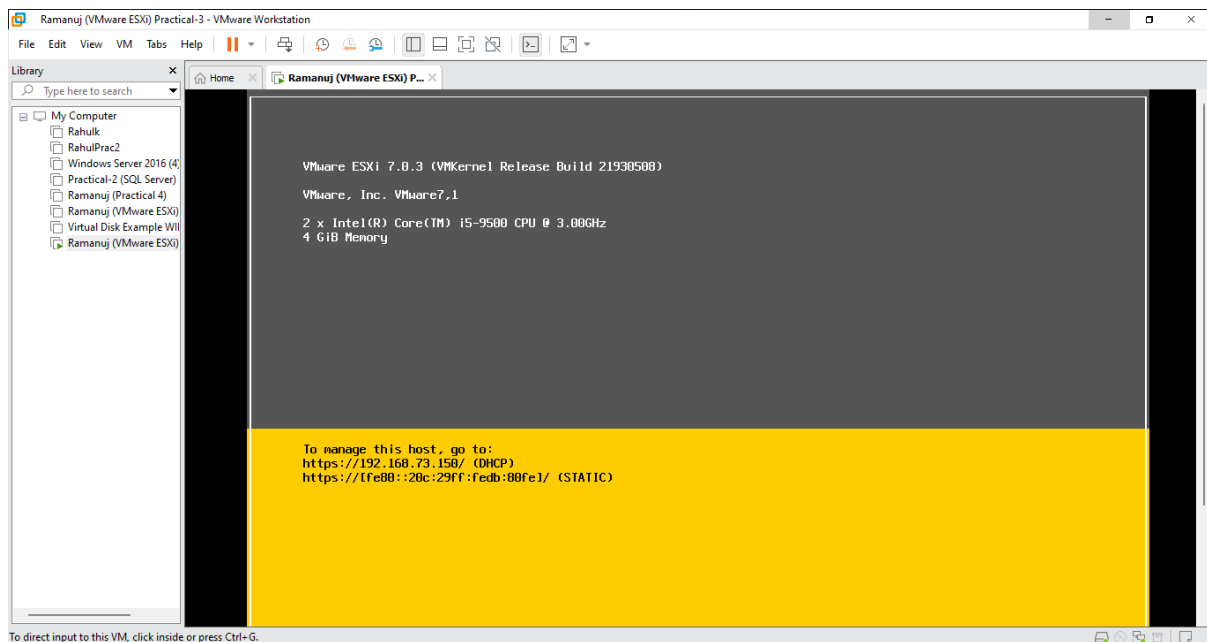 Ramanuj (VMware ESXi) Practical-3 - VMware Workstation
File Edit View VM Tabs Help
Library
Type here to search
My Computer
Rahulk
RahulPrac2
Windows Server 2016 (4)
Practical-2 (SQL Server)
Ramanuj (Practical 4)
Ramanuj (VMware ESXi)
Virtual Disk Example WII
Ramanuj (VMware ESXi)
Home
Ramanuj (VMware ESXi) P...
VMware ESXi 7.0.3 (VMKernel Release Build 21930508)
VMware, Inc. VMware7,1
2 x Intel(R) Core(TM) i5-9500 CPU @ 3.00GHz
4 GiB Memory
To manage this host, go to:
https://192.168.73.150/ (DHCP)
https://[fe80::20c:29ff:fedb:80fe]/ (STATIC)
To direct input to this VM, click inside or press Ctrl+G.